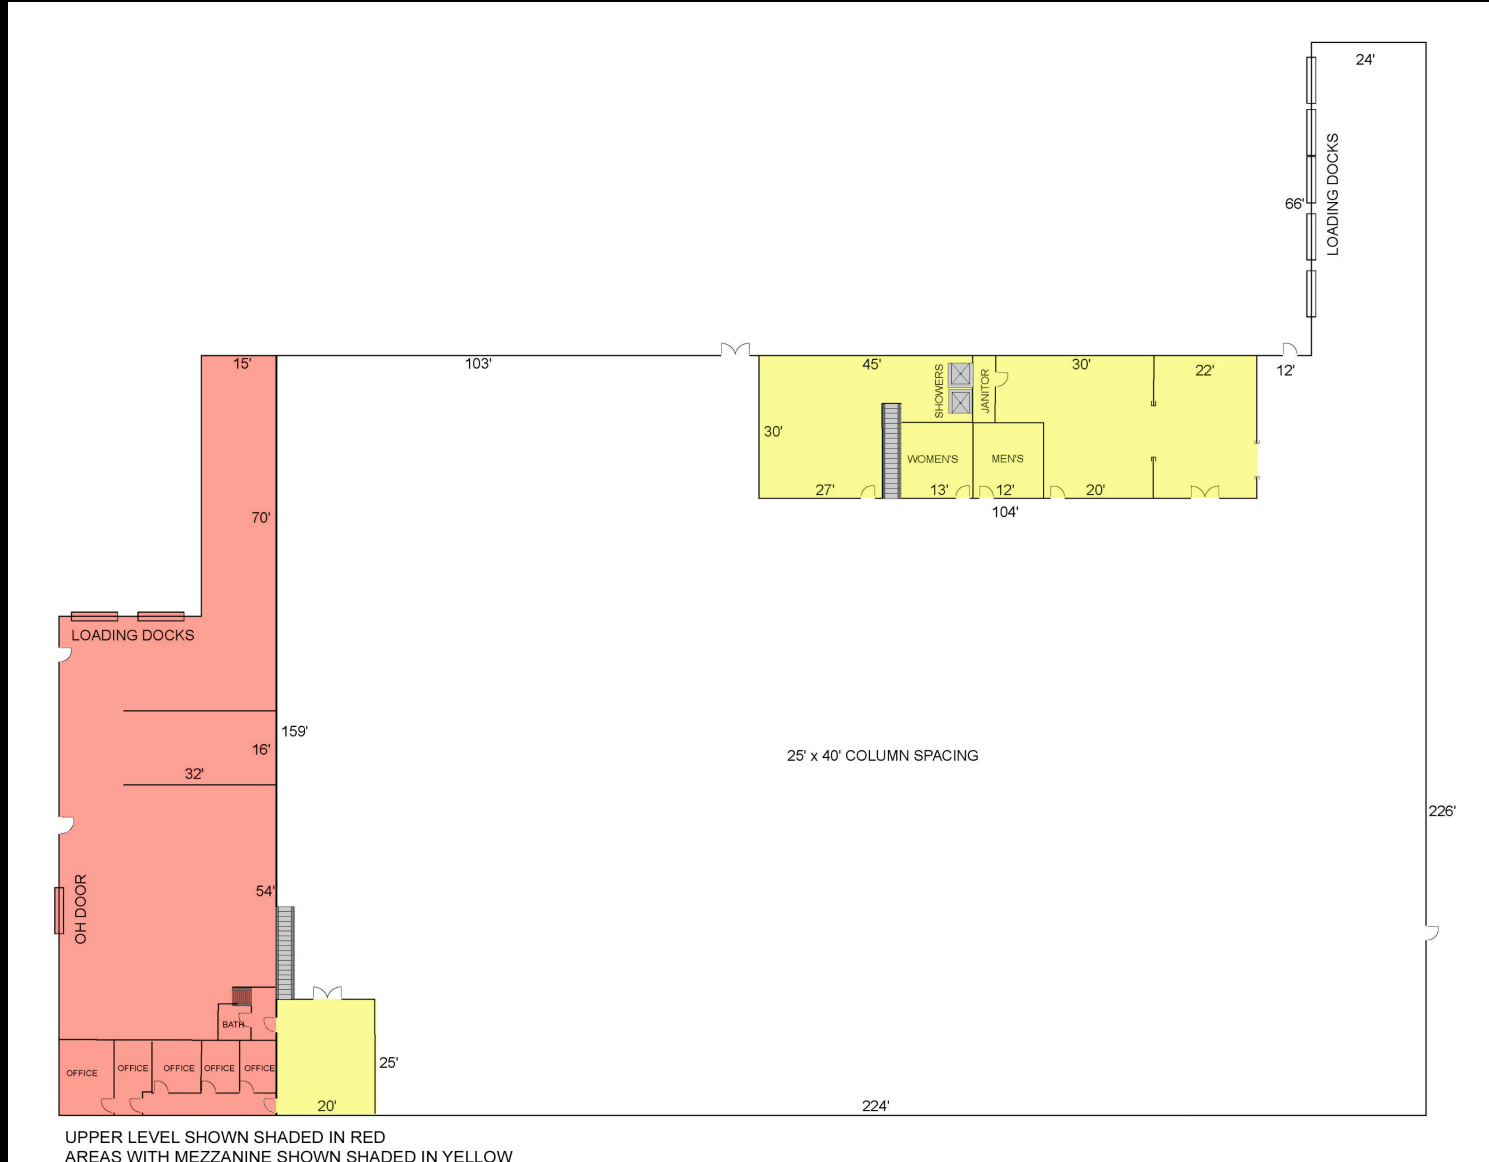 24'
LOADING DOCKS
66'
15'
103'
45'
30'
22'
12'
SHOWERS
JANITOR
30'
WOMEN'S
MEN'S
27'
13'
12'
20'
104'
70'
LOADING DOCKS
159'
16'
32'
25' x 40' COLUMN SPACING
226'
54'
OH DOOR
BATH
OFFICE
OFFICE
OFFICE
OFFICE
OFFICE
25'
20'
224'
UPPER LEVEL SHOWN SHADED IN RED
AREAS WITH MEZZANINE SHOWN SHADED IN YELLOW